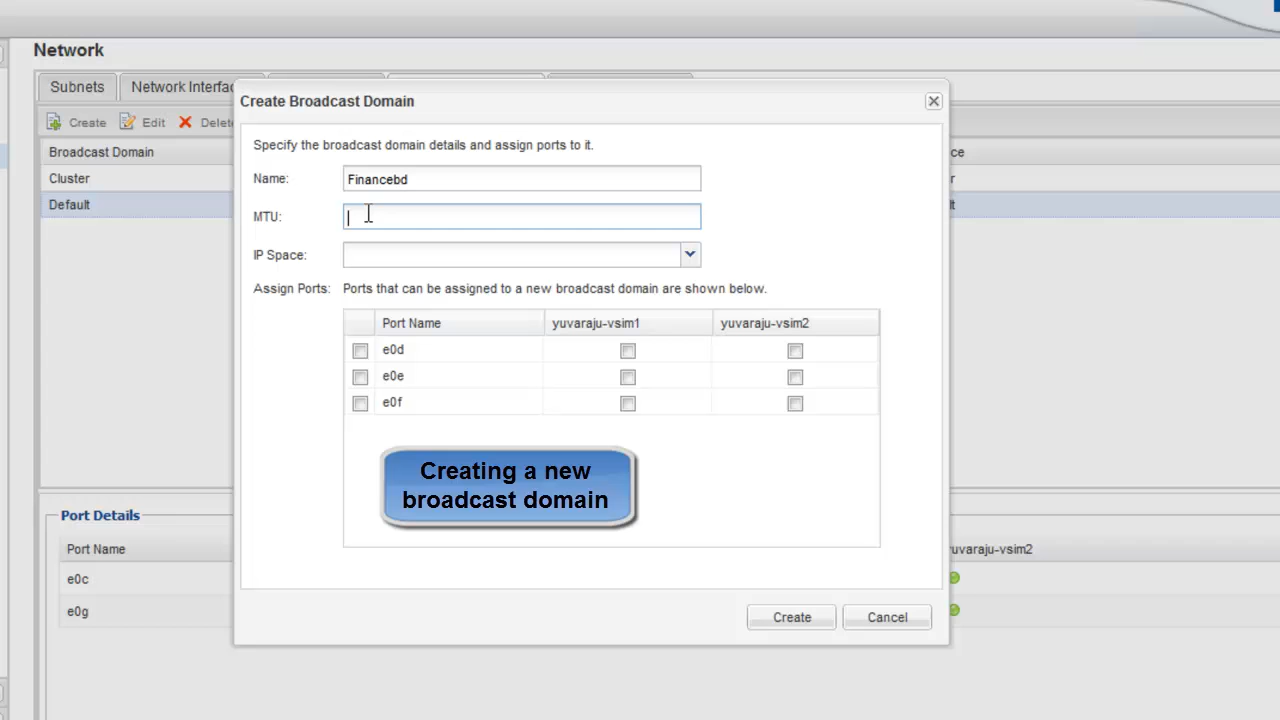 Network
Subnets
Network Interfac
Create Edit Delete
Broadcast Domain
Cluster
Default
Create Broadcast Domain
Specify the broadcast domain details and assign ports to it.
Name: Financebd
MTU:
IP Space:
Assign Ports: Ports that can be assigned to a new broadcast domain are shown below.
Port Name yuvaraju-vsim1 yuvaraju-vsim2
e0d
e0e
e0f
Creating a new
broadcast domain
Create Cancel
ce
r
lt
Port Details
Port Name yuvaraju-vsim2
e0c
e0g